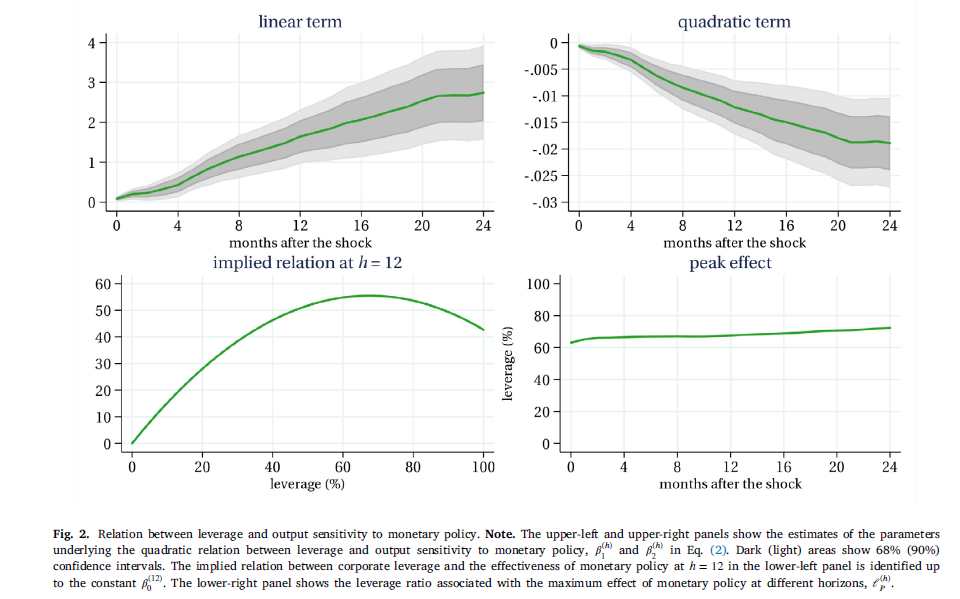 linear term
4
3
2
1
0
0 4 8 12 16 20 24
months after the shock
quadratic term
0
-.005
-.01
-.015
-.02
-.025
-.03
0 4 8 12 16 20 24
months after the shock
implied relation at h = 12
60
50
40
30
20
10
0
0 20 40 60 80 100
leverage (%)
peak effect
leverage (%)
100
80
60
40
20
0
0 4 8 12 16 20 24
months after the shock
Fig. 2. Relation between leverage and output sensitivity to monetary policy. Note. The upper-left and upper-right panels show the estimates of the parameters
underlying the quadratic relation between leverage and output sensitivity to monetary policy, β₁⁽ʰ⁾ and β₂⁽ʰ⁾ in Eq. (2). Dark (light) areas show 68% (90%)
confidence intervals. The implied relation between corporate leverage and the effectiveness of monetary policy at h = 12 in the lower-left panel is identified up
to the constant β₀⁽¹²⁾. The lower-right panel shows the leverage ratio associated with the maximum effect of monetary policy at different horizons, ℓₚ⁽ʰ⁾.